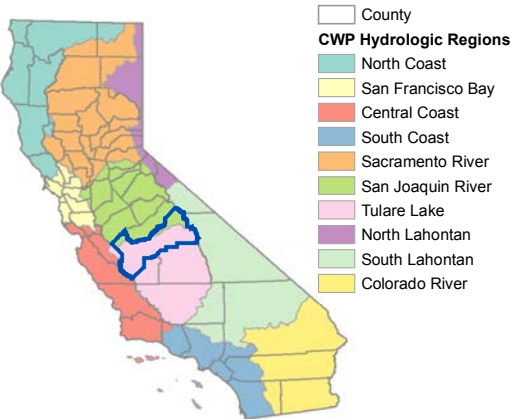 County
CWP Hydrologic Regions
North Coast
San Francisco Bay
Central Coast
South Coast
Sacramento River
San Joaquin River
Tulare Lake
North Lahontan
South Lahontan
Colorado River